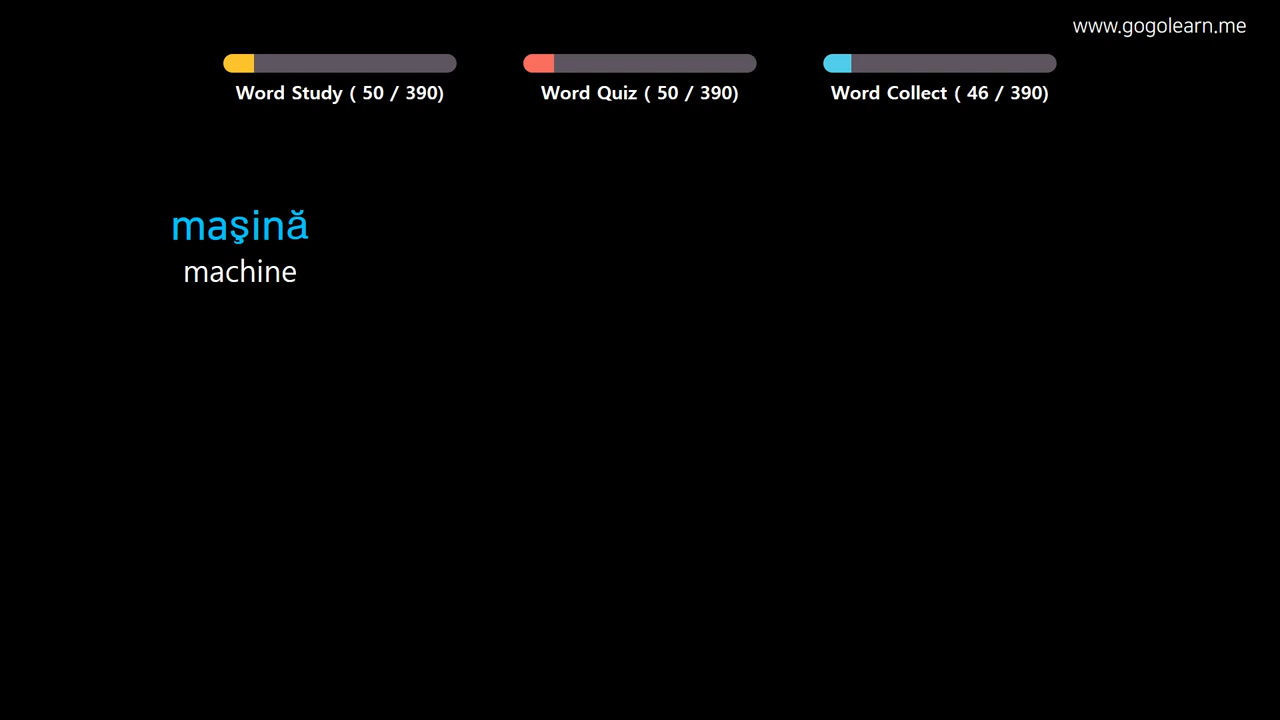 www.gogolearn.me
Word Study ( 50 / 390)
Word Quiz ( 50 / 390)
Word Collect ( 46 / 390)
maşină
machine